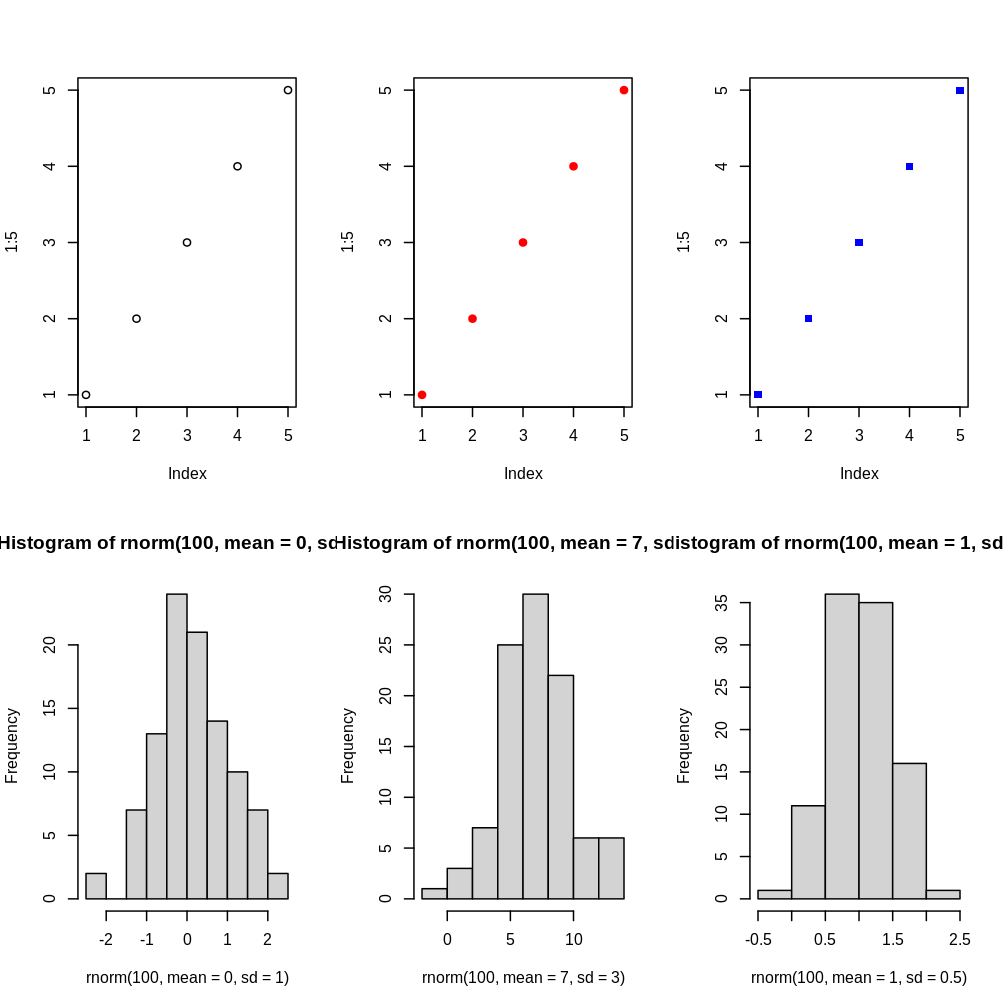 1:5
5
4
3
2
1
1 2 3 4 5
Index
1:5
5
4
3
2
1
1 2 3 4 5
Index
1:5
5
4
3
2
1
1 2 3 4 5
Index
Histogram of rnorm(100, mean = 0, sd
Frequency
20
15
10
5
0
-2 -1 0 1 2
rnorm(100, mean = 0, sd = 1)
Histogram of rnorm(100, mean = 7, sd
Frequency
30
25
20
15
10
5
0
0 5 10
rnorm(100, mean = 7, sd = 3)
istogram of rnorm(100, mean = 1, sd
Frequency
35
30
25
20
15
10
5
0
-0.5 0.5 1.5 2.5
rnorm(100, mean = 1, sd = 0.5)